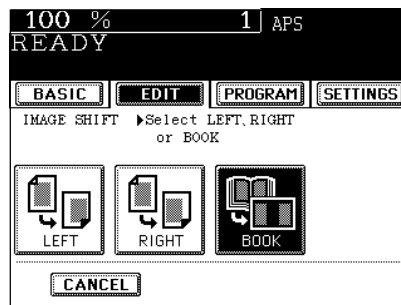 100 % 1 APS
READY
BASIC EDIT PROGRAM SETTINGS
IMAGE SHIFT ▶Select LEFT, RIGHT
or BOOK
LEFT RIGHT BOOK
CANCEL